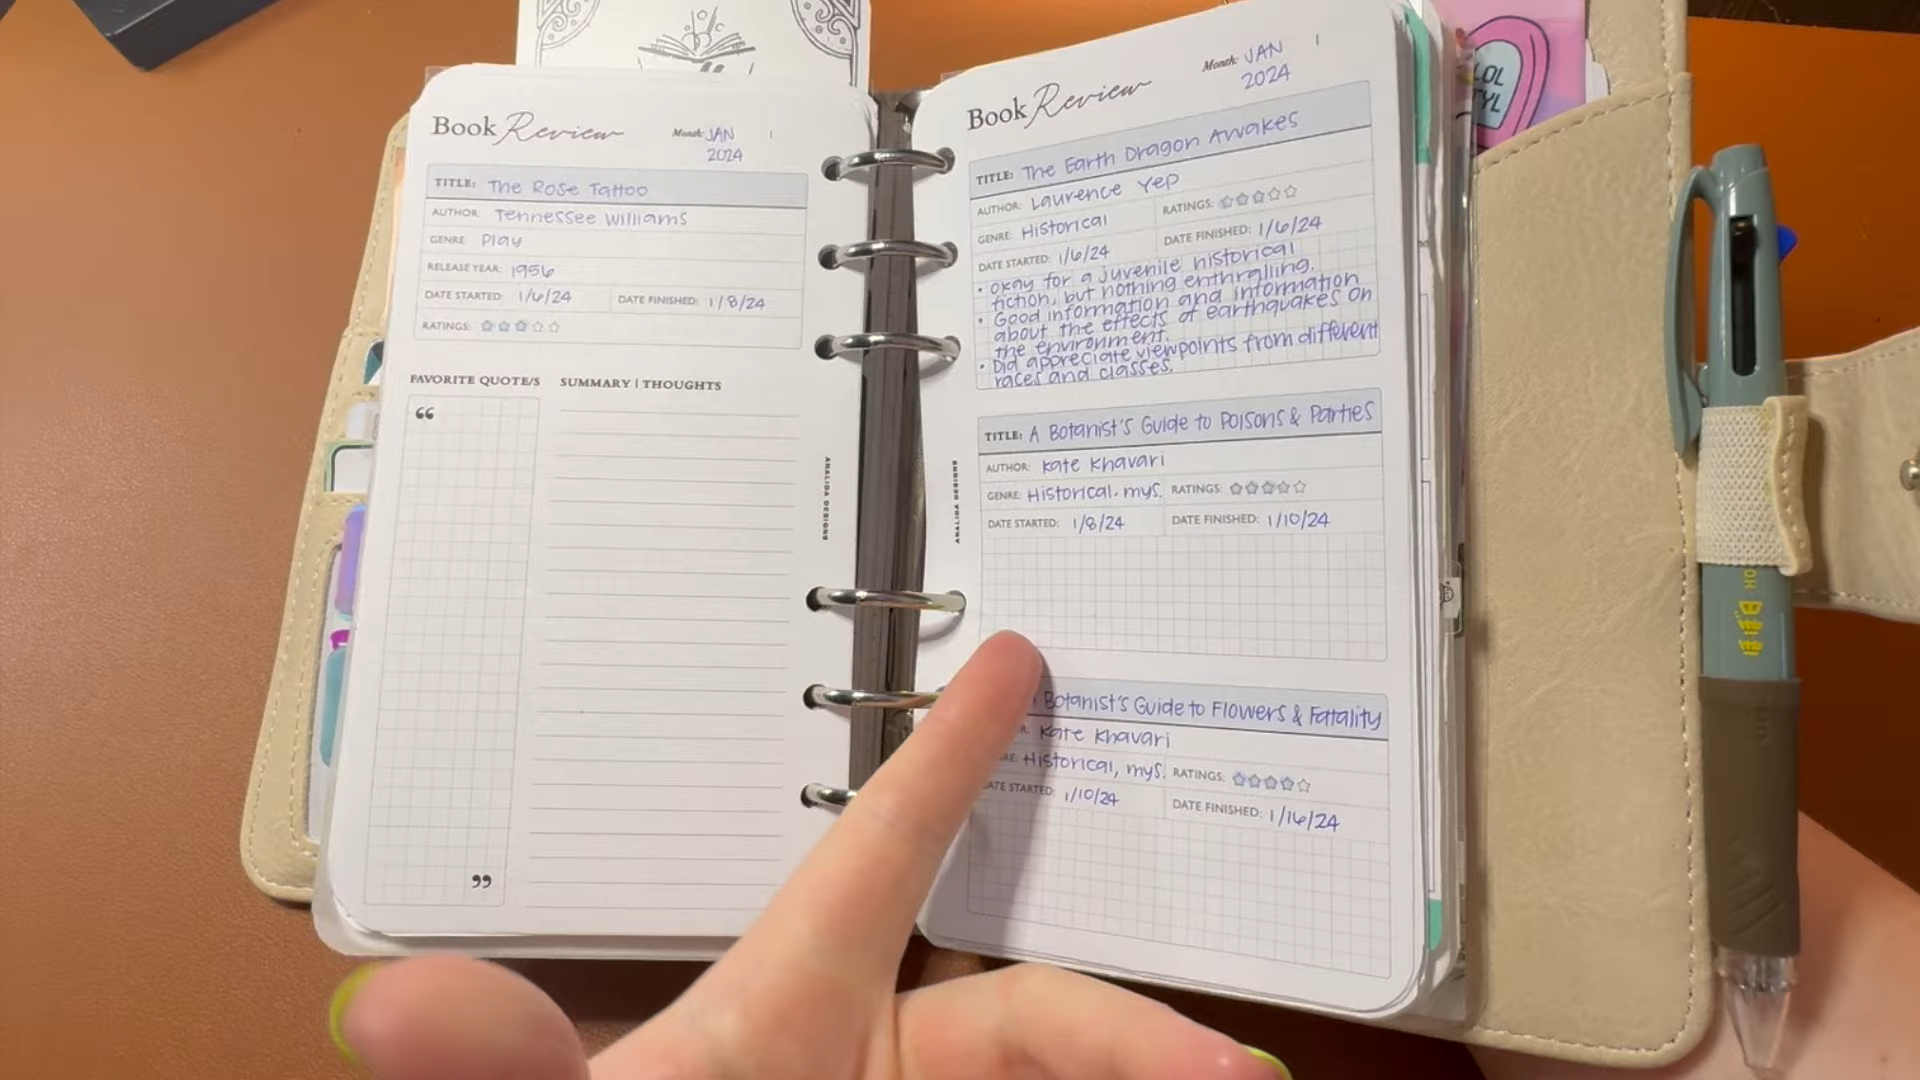 Book Review
Month: JAN 2024
1
TITLE: The Rose Tattoo
AUTHOR: Tennessee Williams
GENRE: Play
RELEASE YEAR: 1956
DATE STARTED: 1/6/24
DATE FINISHED: 1/8/24
RATINGS:
FAVORITE QUOTE/S
SUMMARY | THOUGHTS
“
”
ANALIDA DESIGNS
Book Review
Month: JAN 2024
1
TITLE: The Earth Dragon Awakes
AUTHOR: Laurence Yep
GENRE: Historical
RATINGS:
DATE STARTED: 1/6/24
DATE FINISHED: 1/6/24
• okay for a juvenile historical
fiction, but nothing enthralling.
• Good information and information
about the effects of earthquakes on
the environment.
• Did appreciate viewpoints from different
races and classes.
TITLE: A Botanist's Guide to Poisons & Parties
AUTHOR: Kate Khavari
GENRE: Historical, mys.
RATINGS:
DATE STARTED: 1/8/24
DATE FINISHED: 1/10/24
Botanist's Guide to Flowers & Fatality
Kate Khavari
Historical, mys.
RATINGS:
DATE STARTED: 1/10/24
DATE FINISHED: 1/16/24
ANALIDA DESIGNS
LOL